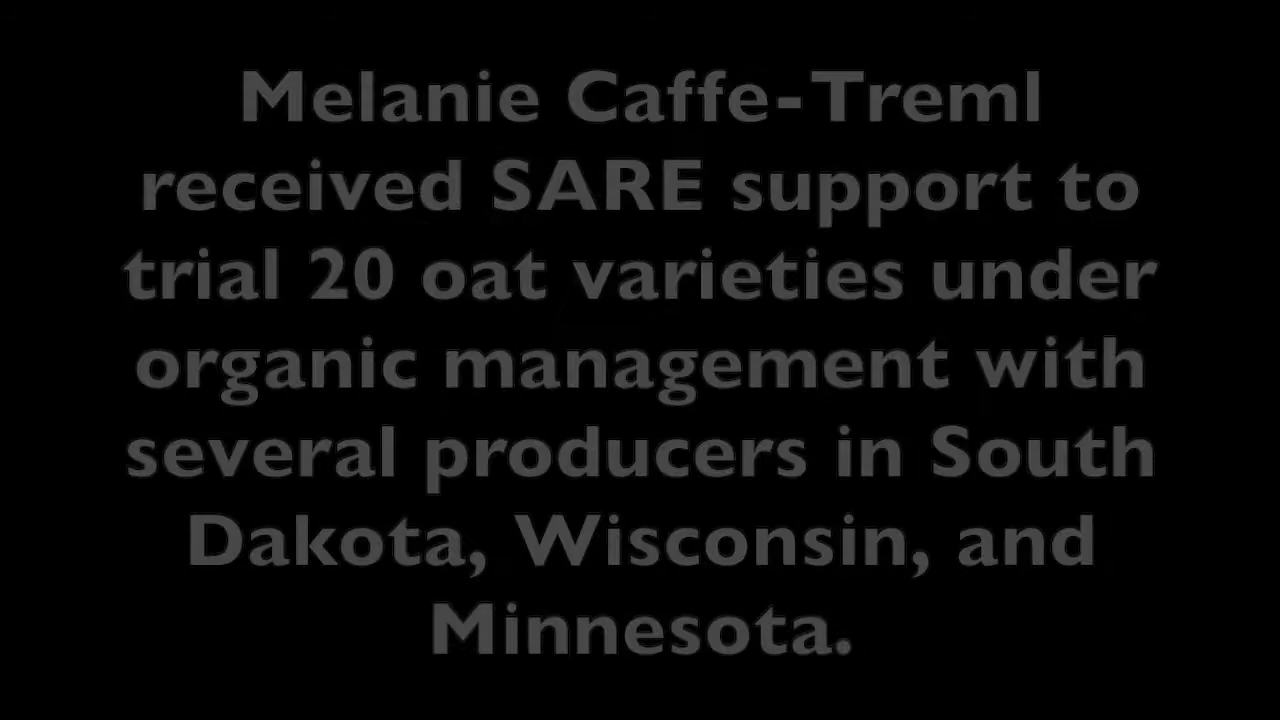 Melanie Caffe-Treml
received SARE support to
trial 20 oat varieties under
organic management with
several producers in South
Dakota, Wisconsin, and
Minnesota.